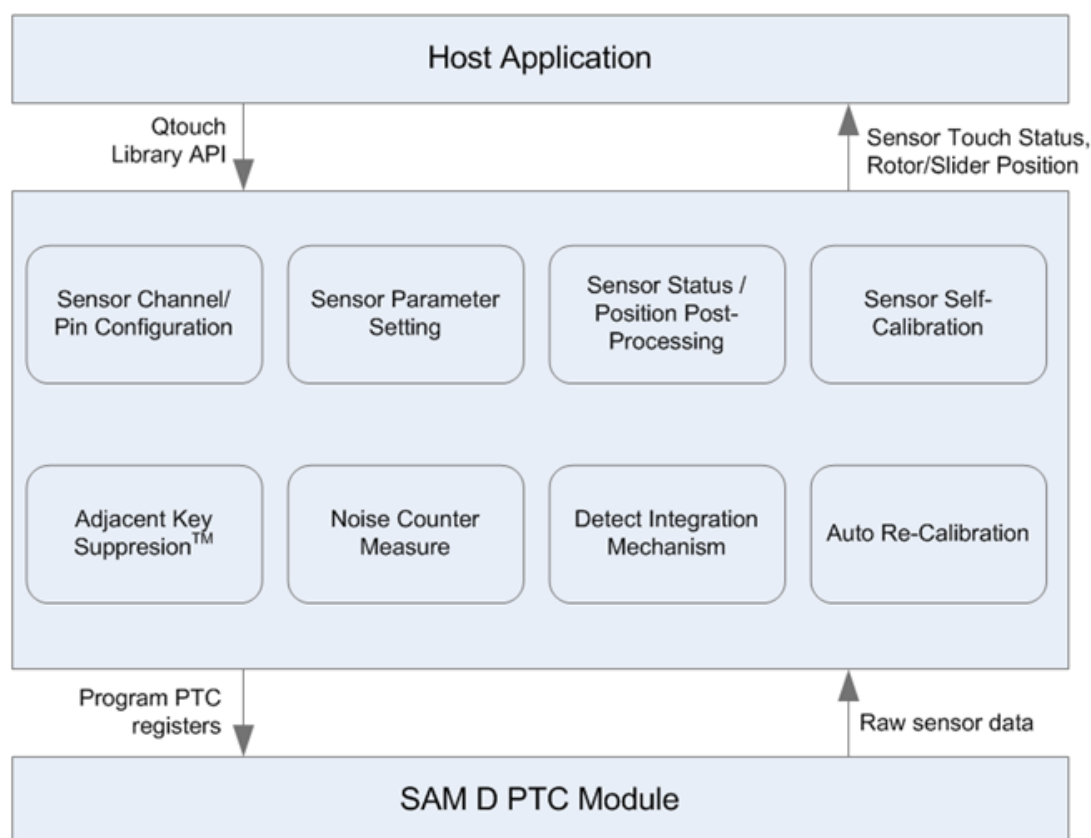 Host Application
Qtouch
Library API
Sensor Touch Status,
Rotor/Slider Position
Sensor Channel/
Pin Configuration
Sensor Parameter
Setting
Sensor Status /
Position Post-
Processing
Sensor Self-
Calibration
Adjacent Key
Suppresion™
Noise Counter
Measure
Detect Integration
Mechanism
Auto Re-Calibration
Program PTC
registers
Raw sensor data
SAM D PTC Module